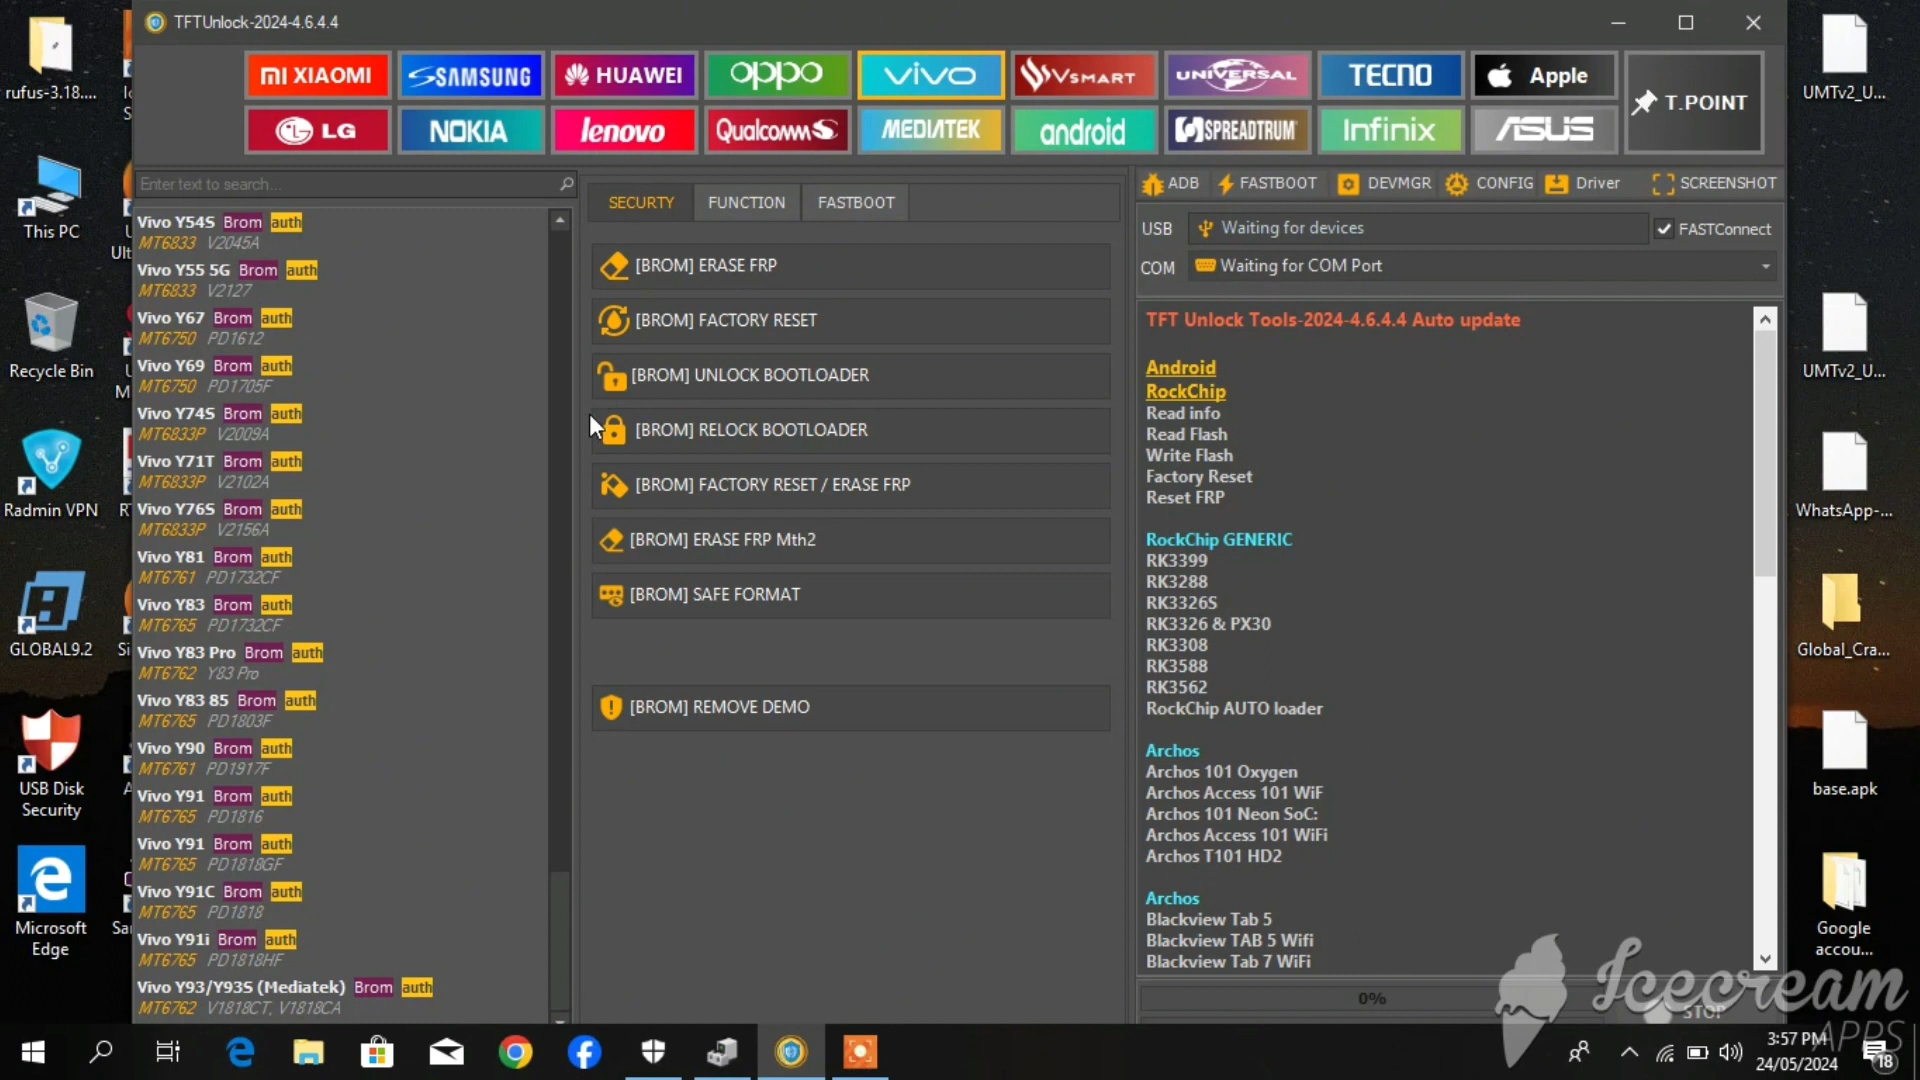 TFTUnlock-2024-4.6.4.4
XIAOMI
SAMSUNG
HUAWEI
oppo
vivo
VSMART
UNIVERSAL
TECNO
Apple
T.POINT
LG
NOKIA
lenovo
Qualcomm
MEDIATEK
android
SPREADTRUM
Infinix
ASUS
Enter text to search...
Vivo Y54S Brom auth
MT6833 V2045A
Vivo Y55 5G Brom auth
MT6833 V2127
Vivo Y67 Brom auth
MT6750 PD1612
Vivo Y69 Brom auth
MT6750 PD1705F
Vivo Y74S Brom auth
MT6833P V2009A
Vivo Y71T Brom auth
MT6833P V2102A
Vivo Y76S Brom auth
MT6833P V2156A
Vivo Y81 Brom auth
MT6761 PD1732CF
Vivo Y83 Brom auth
MT6765 PD1732CF
Vivo Y83 Pro Brom auth
MT6762 Y83 Pro
Vivo Y83 85 Brom auth
MT6765 PD1803F
Vivo Y90 Brom auth
MT6761 PD1917F
Vivo Y91 Brom auth
MT6765 PD1816
Vivo Y91 Brom auth
MT6765 PD1818GF
Vivo Y91C Brom auth
MT6765 PD1818
Vivo Y91i Brom auth
MT6765 PD1818HF
Vivo Y93/Y93S (Mediatek) Brom auth
MT6762 V1818CT, V1818CA
SECURTY FUNCTION FASTBOOT
[BROM] ERASE FRP
[BROM] FACTORY RESET
[BROM] UNLOCK BOOTLOADER
[BROM] RELOCK BOOTLOADER
[BROM] FACTORY RESET / ERASE FRP
[BROM] ERASE FRP Mth2
[BROM] SAFE FORMAT
[BROM] REMOVE DEMO
ADB FASTBOOT DEVMGR CONFIG Driver SCREENSHOT
USB Waiting for devices FASTConnect
COM Waiting for COM Port
TFT Unlock Tools-2024-4.6.4.4 Auto update
Android
RockChip
Read info
Read Flash
Write Flash
Factory Reset
Reset FRP
RockChip GENERIC
RK3399
RK3288
RK3326S
RK3326 & PX30
RK3308
RK3588
RK3562
RockChip AUTO loader
Archos
Archos 101 Oxygen
Archos Access 101 WiF
Archos 101 Neon SoC:
Archos Access 101 WiFi
Archos T101 HD2
Archos
Blackview Tab 5
Blackview TAB 5 Wifi
Blackview Tab 7 WiFi
0%
STOP
rufus-3.18....
This PC
Recycle Bin
Radmin VPN
GLOBAL9.2
USB Disk
Security
Microsoft
Edge
UMTv2_U...
UMTv2_U...
WhatsApp-...
Global_Cra...
base.apk
Google
accou...
Icecream
APPS
3:57 PM
24/05/2024
18